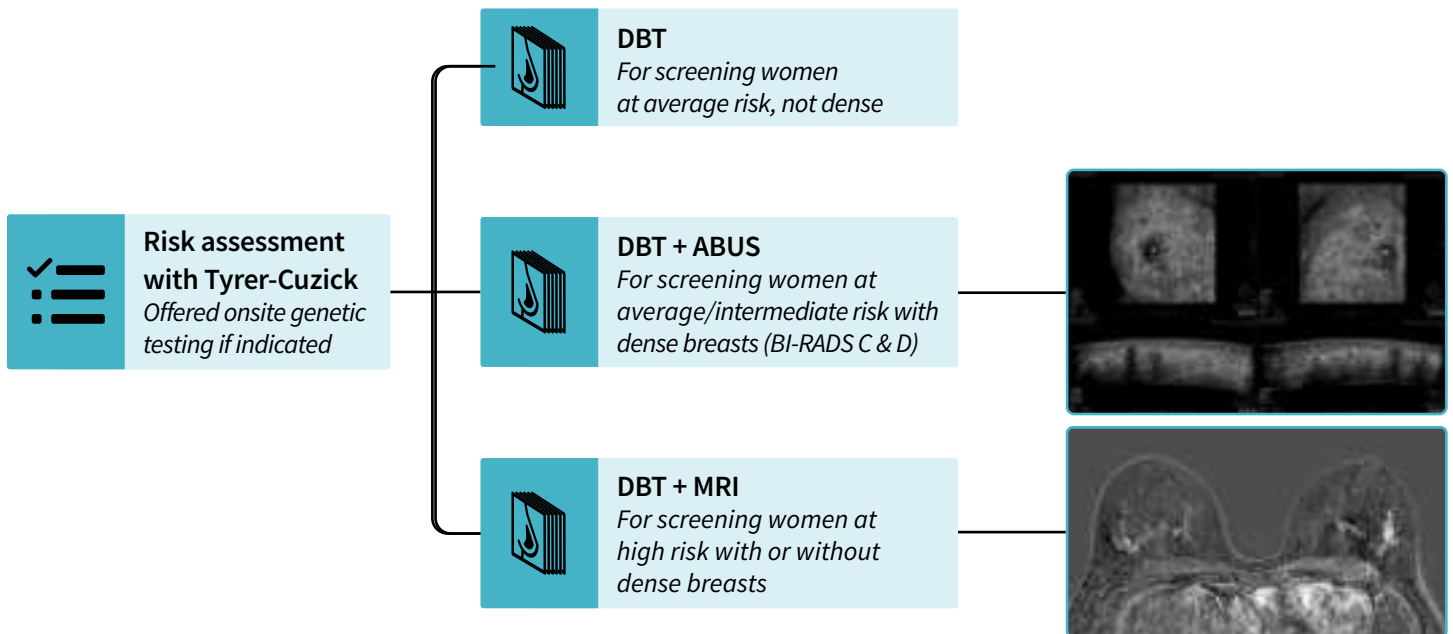 DBT
For screening women
at average risk, not dense
Risk assessment
with Tyrer-Cuzick
Offered onsite genetic
testing if indicated
DBT + ABUS
For screening women at
average/intermediate risk with
dense breasts (BI-RADS C & D)
DBT + MRI
For screening women at
high risk with or without
dense breasts